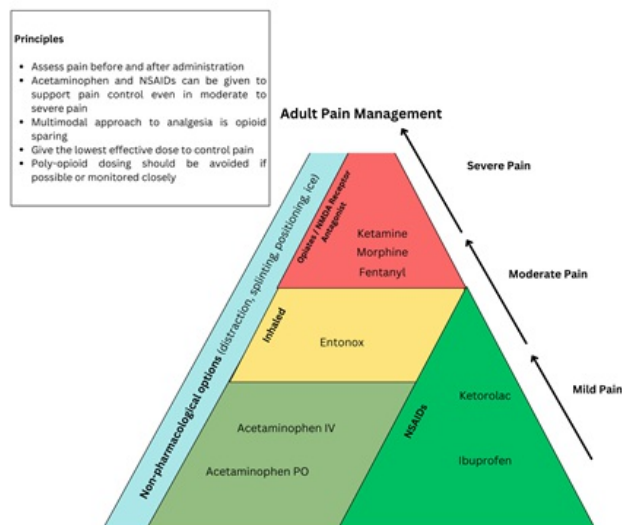 Principles
• Assess pain before and after administration
• Acetaminophen and NSAIDs can be given to
support pain control even in moderate to
severe pain
• Multimodal approach to analgesia is opioid
sparing
• Give the lowest effective dose to control pain
• Poly-opioid dosing should be avoided if
possible or monitored closely
Adult Pain Management
Severe Pain
Moderate Pain
Mild Pain
Non-pharmacological options (distraction, splinting, positioning, ice)
Opiates / NMDA Receptor
Antagonist
Ketamine
Morphine
Fentanyl
Inhaled
Entonox
Acetaminophen IV
Acetaminophen PO
NSAIDs
Ketorolac
Ibuprofen